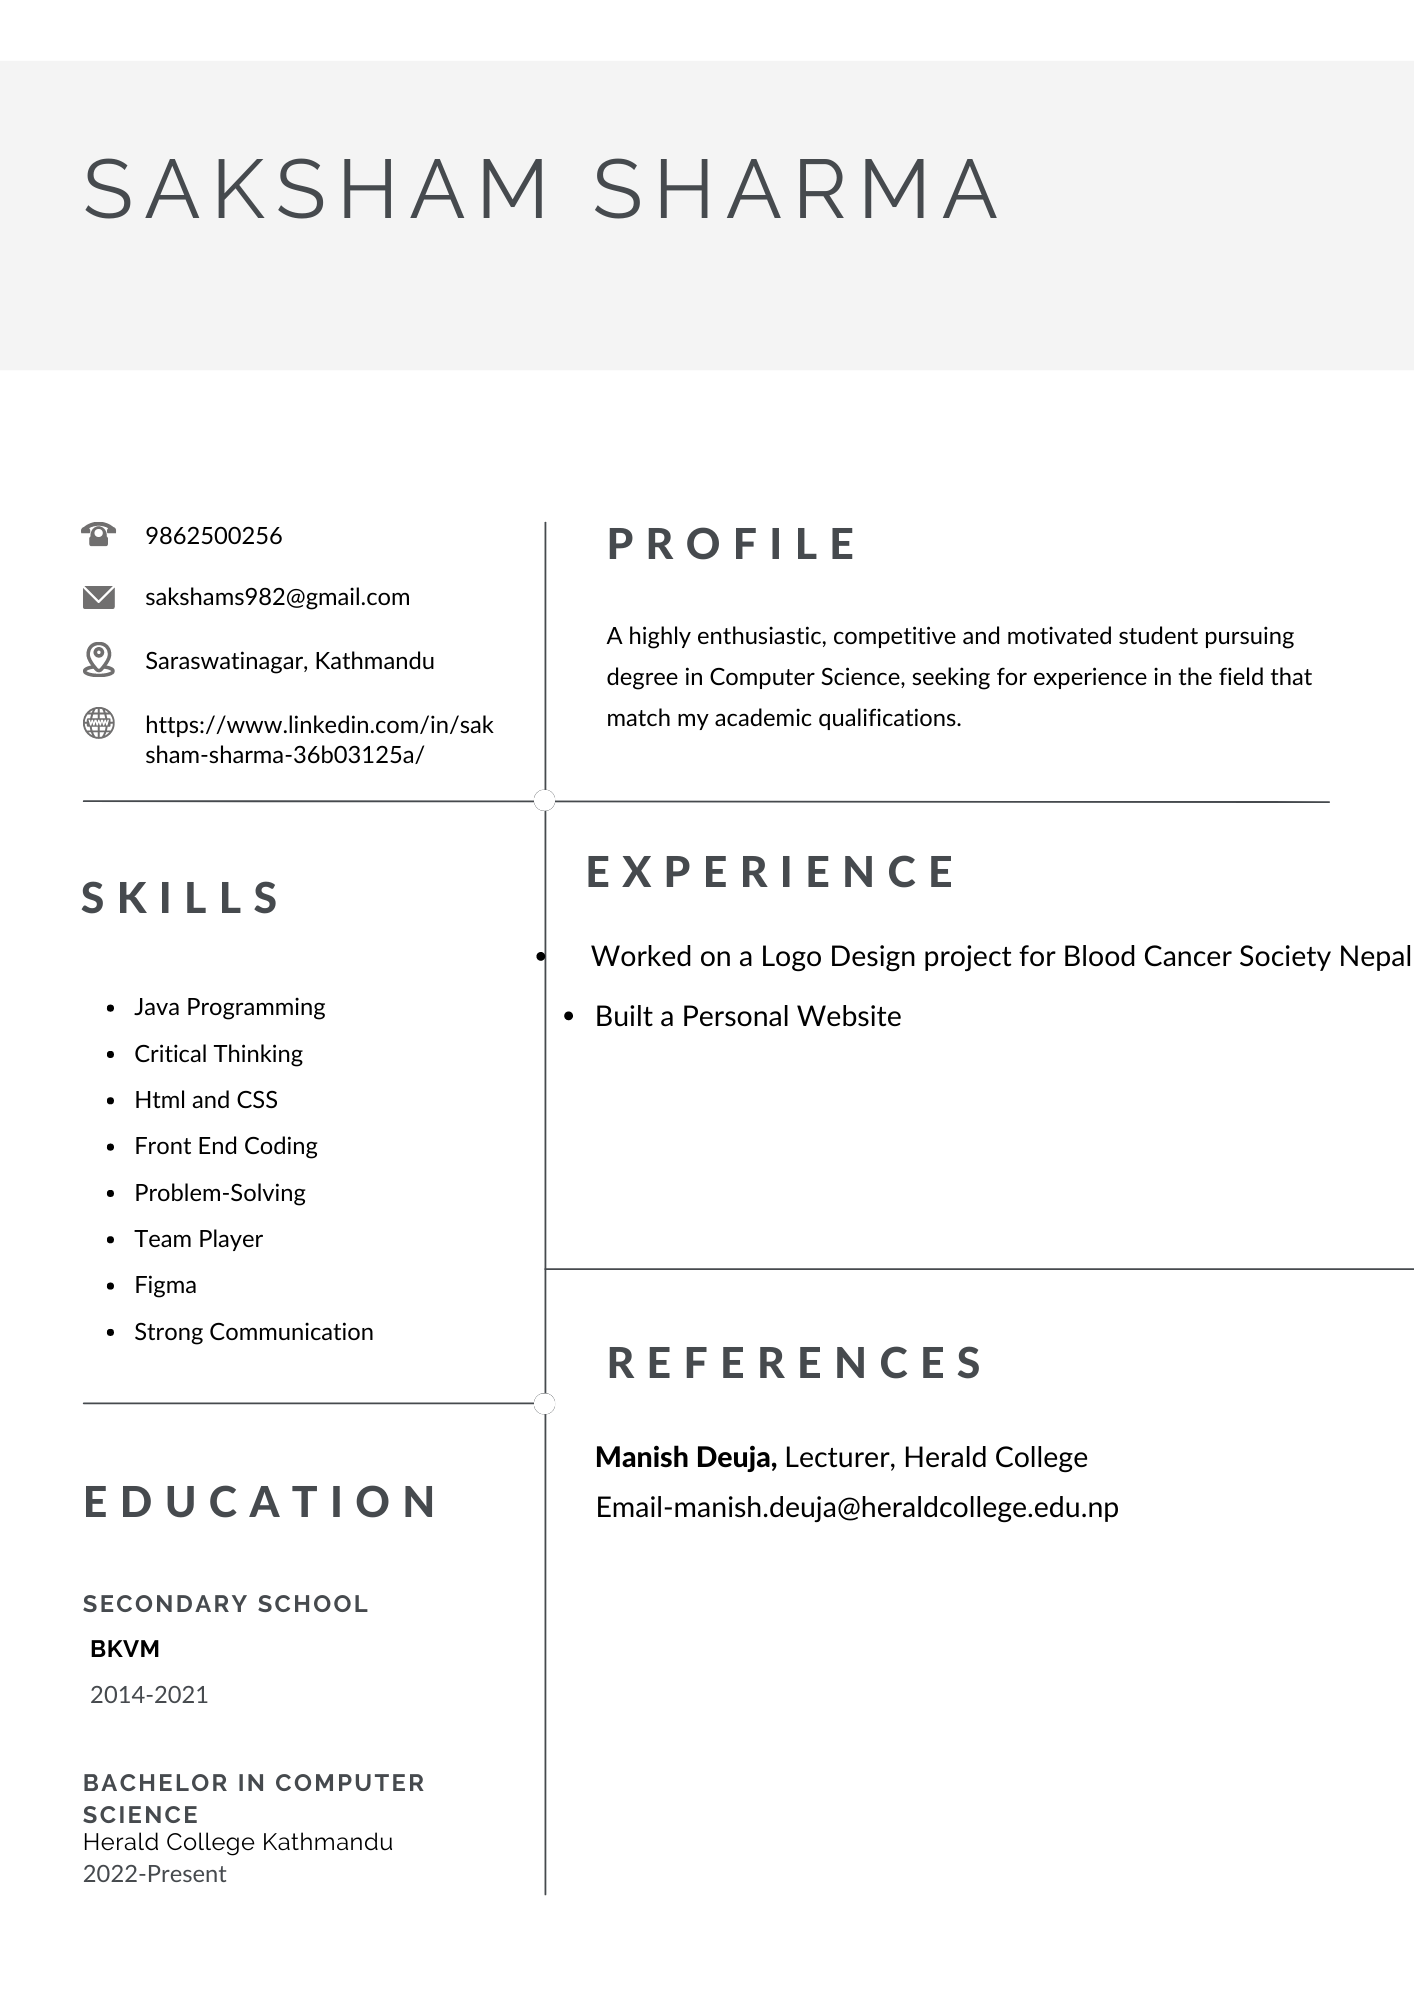 SAKSHAM SHARMA
9862500256
sakshams982@gmail.com
Saraswatinagar, Kathmandu
https://www.linkedin.com/in/sak
sham-sharma-36b03125a/
PROFILE
A highly enthusiastic, competitive and motivated student pursuing
degree in Computer Science, seeking for experience in the field that
match my academic qualifications.
SKILLS
• Java Programming
• Critical Thinking
• Html and CSS
• Front End Coding
• Problem-Solving
• Team Player
• Figma
• Strong Communication
EXPERIENCE
• Worked on a Logo Design project for Blood Cancer Society Nepal
• Built a Personal Website
REFERENCES
Manish Deuja, Lecturer, Herald College
Email-manish.deuja@heraldcollege.edu.np
EDUCATION
SECONDARY SCHOOL
BKVM
2014-2021
BACHELOR IN COMPUTER
SCIENCE
Herald College Kathmandu
2022-Present